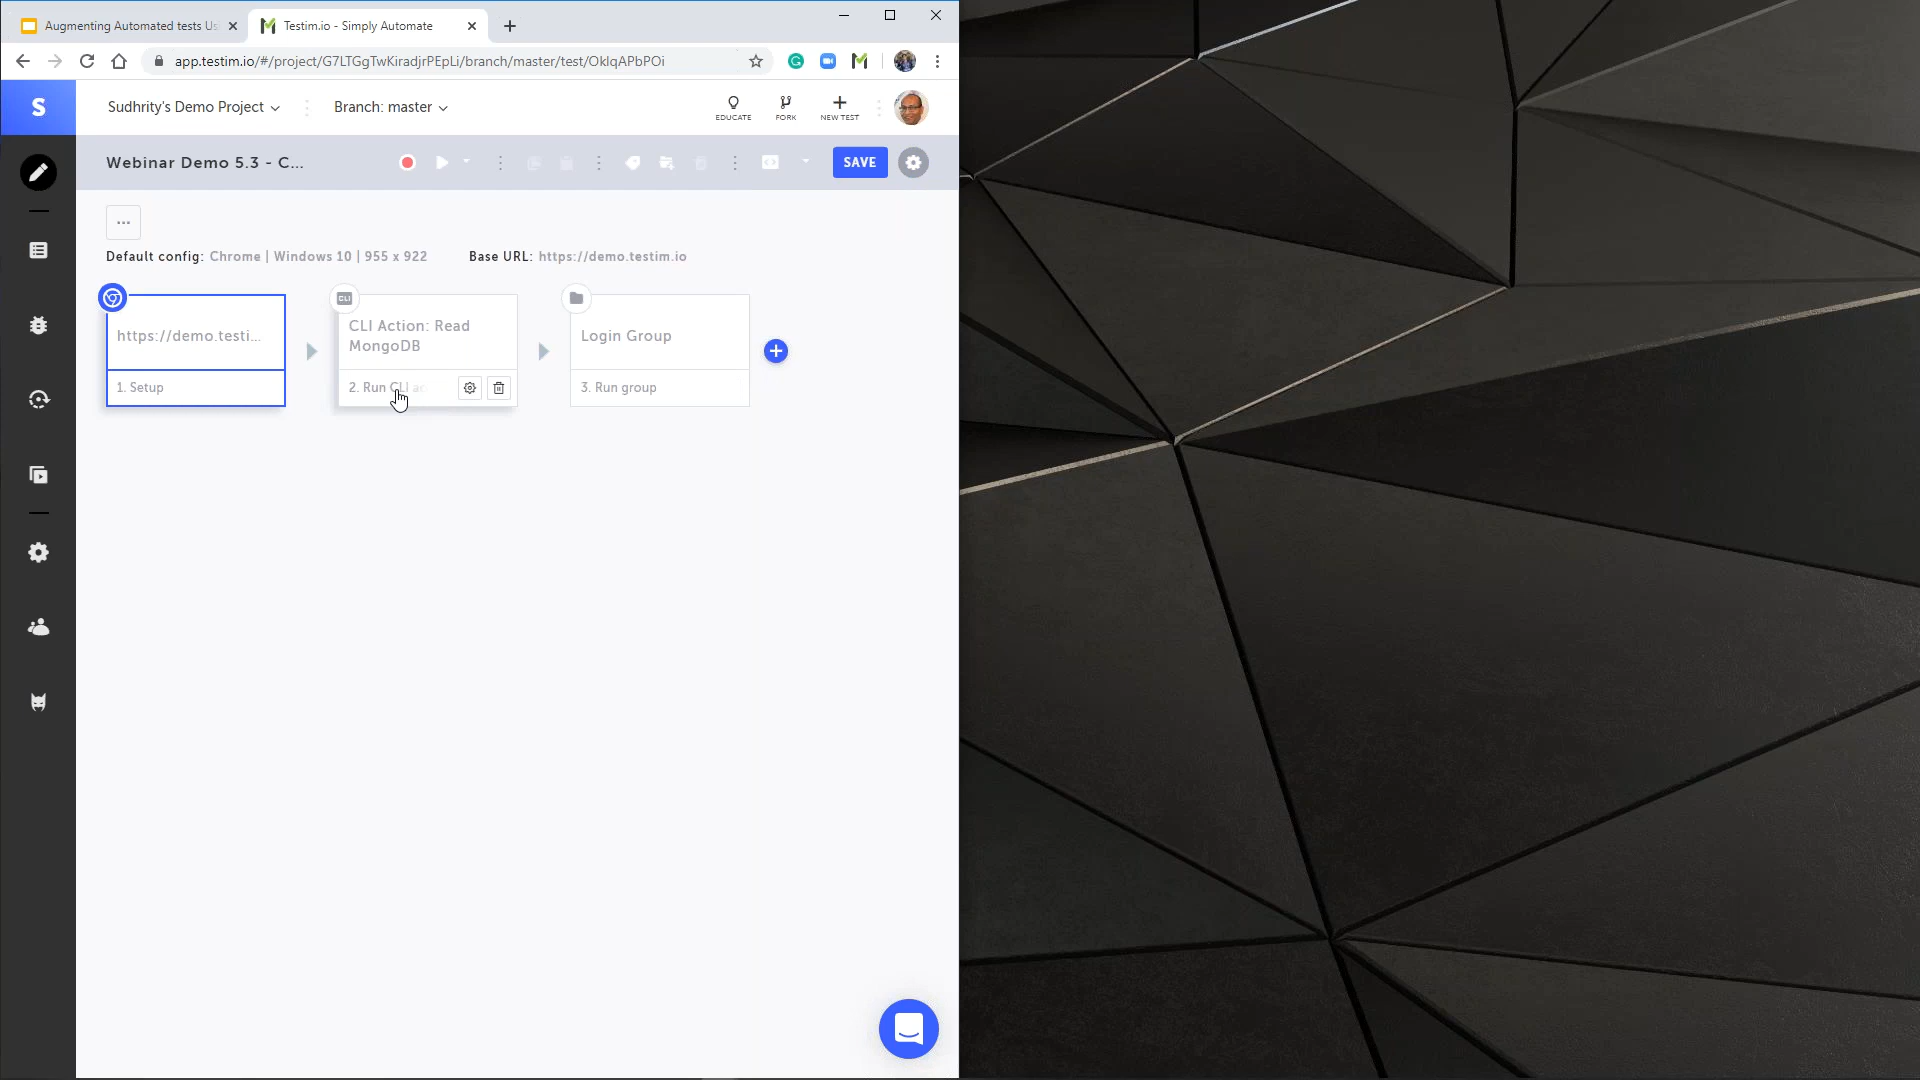 Augmenting Automated tests Us
Testim.io - Simply Automate
app.testim.io/#/project/G7LTGgTwKiradjrPEpLi/branch/master/test/OklqAPbPOi
S
Sudhrity's Demo Project
Branch: master
EDUCATE
FORK
NEW TEST
Webinar Demo 5.3 - C...
SAVE
...
Default config: Chrome | Windows 10 | 955 x 922
Base URL: https://demo.testim.io
https://demo.testi...
1. Setup
CLI
CLI Action: Read
MongoDB
2. Run CLI ac
Login Group
3. Run group